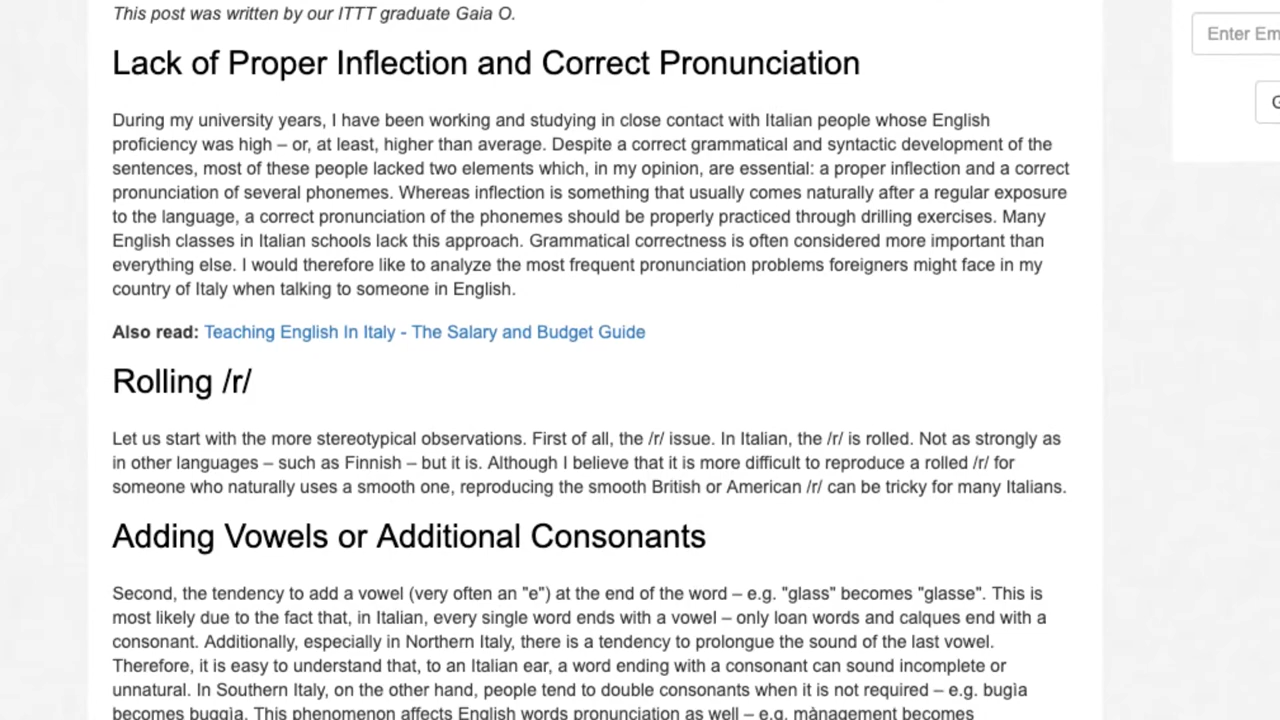 This post was written by our ITTT graduate Gaia O.
Enter Em
Lack of Proper Inflection and Correct Pronunciation
G
During my university years, I have been working and studying in close contact with Italian people whose English
proficiency was high – or, at least, higher than average. Despite a correct grammatical and syntactic development of the
sentences, most of these people lacked two elements which, in my opinion, are essential: a proper inflection and a correct
pronunciation of several phonemes. Whereas inflection is something that usually comes naturally after a regular exposure
to the language, a correct pronunciation of the phonemes should be properly practiced through drilling exercises. Many
English classes in Italian schools lack this approach. Grammatical correctness is often considered more important than
everything else. I would therefore like to analyze the most frequent pronunciation problems foreigners might face in my
country of Italy when talking to someone in English.
Also read: Teaching English In Italy - The Salary and Budget Guide
Rolling /r/
Let us start with the more stereotypical observations. First of all, the /r/ issue. In Italian, the /r/ is rolled. Not as strongly as
in other languages – such as Finnish – but it is. Although I believe that it is more difficult to reproduce a rolled /r/ for
someone who naturally uses a smooth one, reproducing the smooth British or American /r/ can be tricky for many Italians.
Adding Vowels or Additional Consonants
Second, the tendency to add a vowel (very often an "e") at the end of the word – e.g. "glass" becomes "glasse". This is
most likely due to the fact that, in Italian, every single word ends with a vowel – only loan words and calques end with a
consonant. Additionally, especially in Northern Italy, there is a tendency to prolongue the sound of the last vowel.
Therefore, it is easy to understand that, to an Italian ear, a word ending with a consonant can sound incomplete or
unnatural. In Southern Italy, on the other hand, people tend to double consonants when it is not required – e.g. bugìa
becomes buggìa. This phenomenon affects English words pronunciation as well – e.g. mànagement becomes